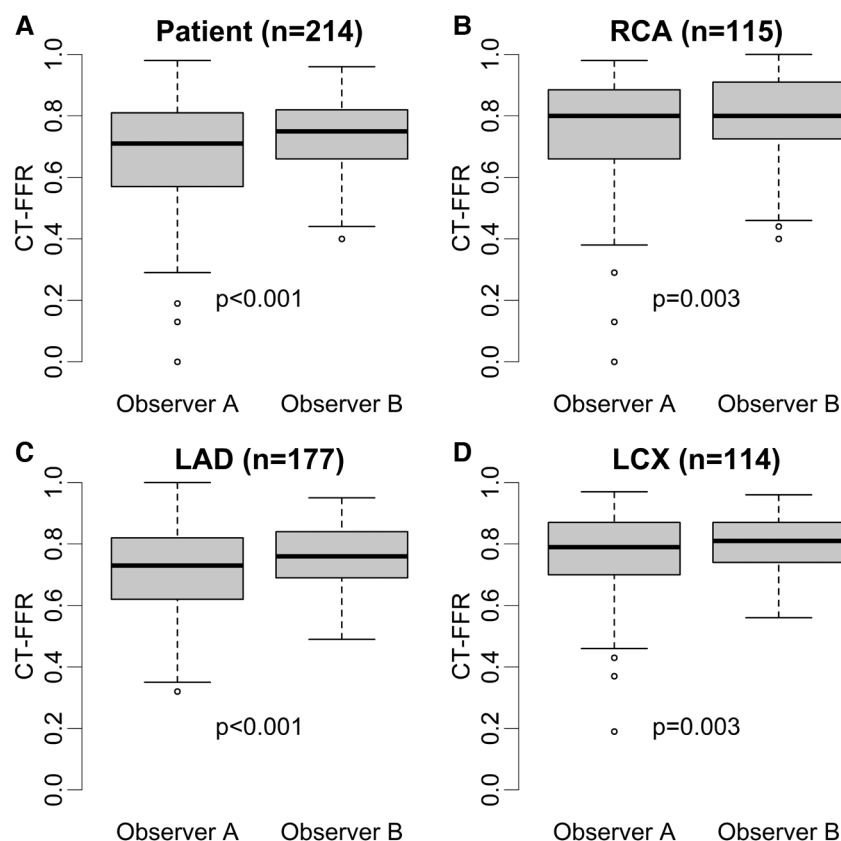 A
Patient (n=214)
CT-FFR
1.0
0.8
0.6
0.4
0.2
0.0
p<0.001
Observer A
Observer B
B
RCA (n=115)
CT-FFR
1.0
0.8
0.6
0.4
0.2
0.0
p=0.003
Observer A
Observer B
C
LAD (n=177)
CT-FFR
1.0
0.8
0.6
0.4
0.2
0.0
p<0.001
Observer A
Observer B
D
LCX (n=114)
CT-FFR
1.0
0.8
0.6
0.4
0.2
0.0
p=0.003
Observer A
Observer B